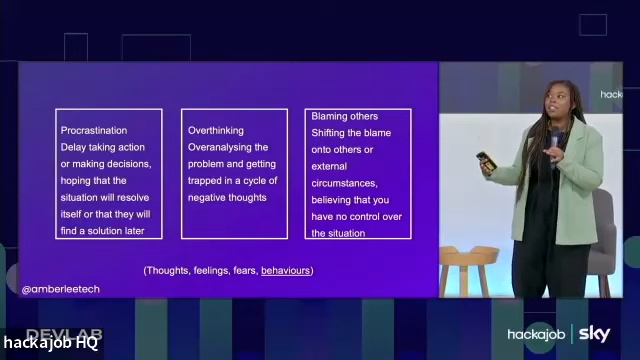 Procrastination
Delay taking action
or making decisions,
hoping that the
situation will resolve
itself or that they will
find a solution later
Overthinking
Overanalysing the
problem and getting
trapped in a cycle of
negative thoughts
Blaming others
Shifting the blame
onto others or
external
circumstances,
believing that you
have no control over
the situation
(Thoughts, feelings, fears, behaviours)
@amberleetech
hack
DEVLAB
hackajob HQ
hackajob | sky